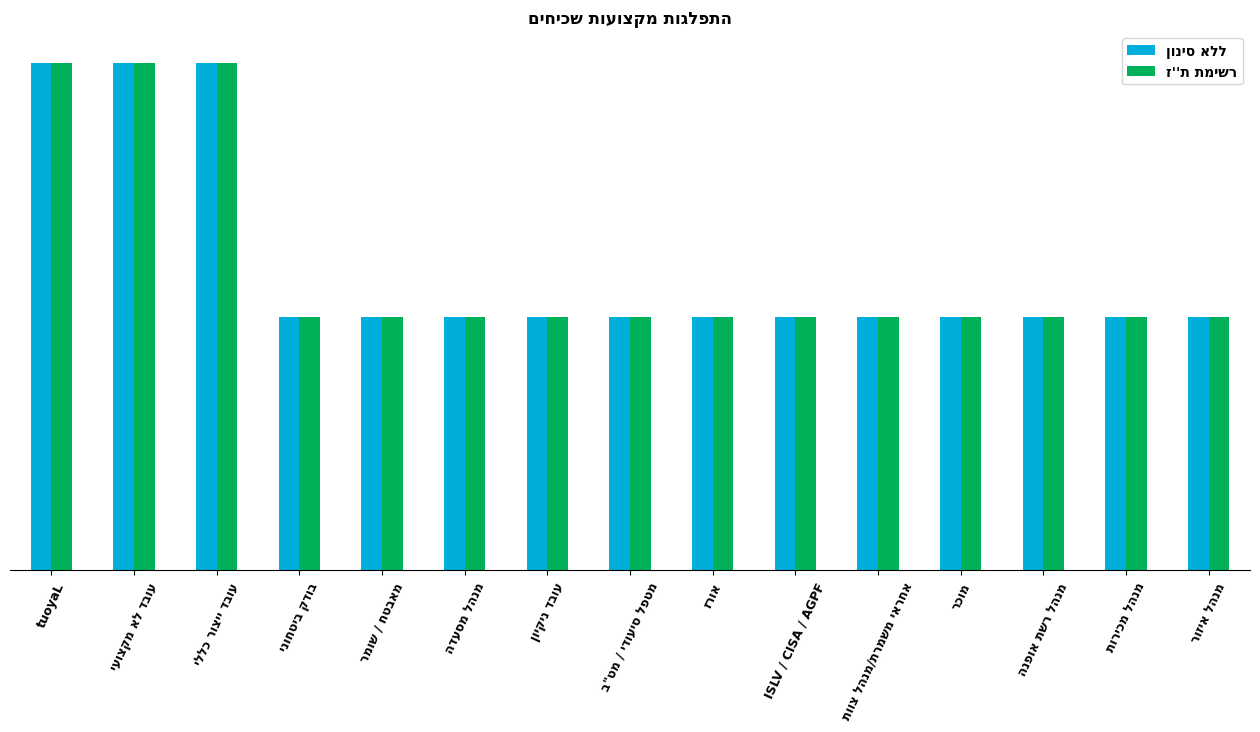 התפלגות מקצועות שכיחים
ללא סינון
רשימת ת''ז
tuoyaL
עובד לא מקצועי
עובד ייצור כללי
בודק ביטחוני
מאבטח / שומר
מנהל מסעדה
עובד ניקיון
מטפל סיעודי / מט"ב
אורז
ISLV / CISA / AGPF
אחראי משמרת/מנהל צוות
מוכר
מנהל רשת אופנה
מנהל מכירות
מנהל איזור